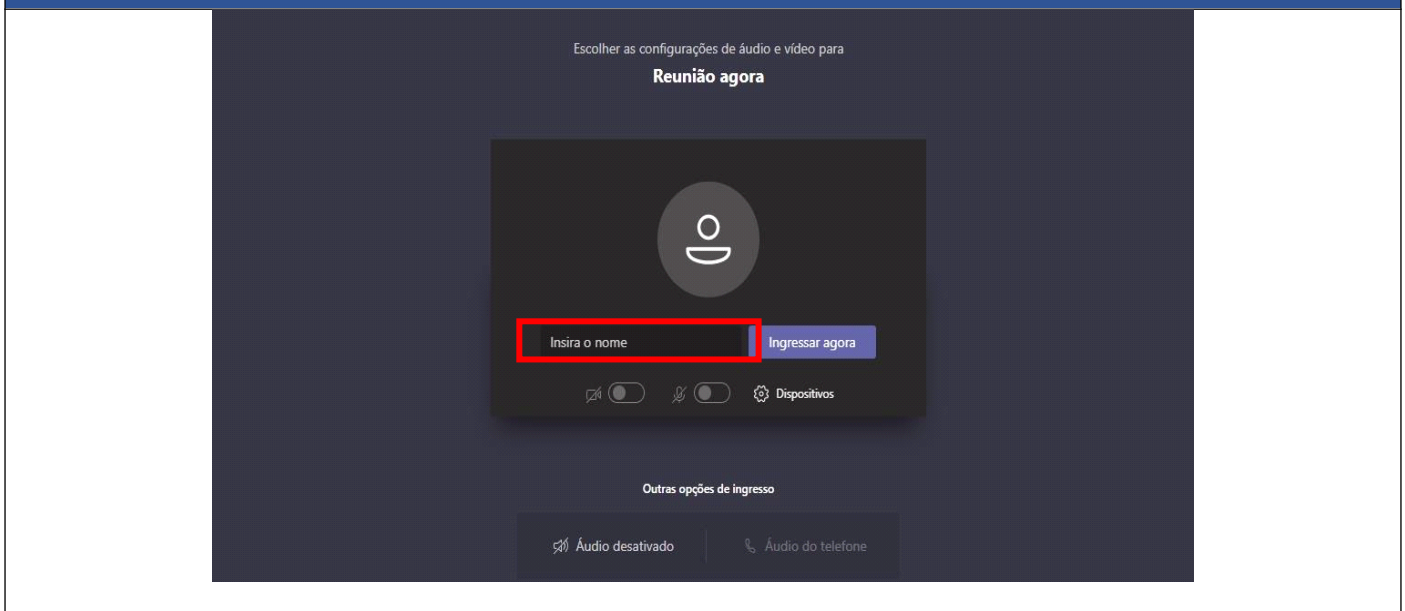 Escolher as configurações de áudio e vídeo para
Reunião agora
Insira o nome
Ingressar agora
Dispositivos
Outras opções de ingresso
Áudio desativado
Áudio do telefone